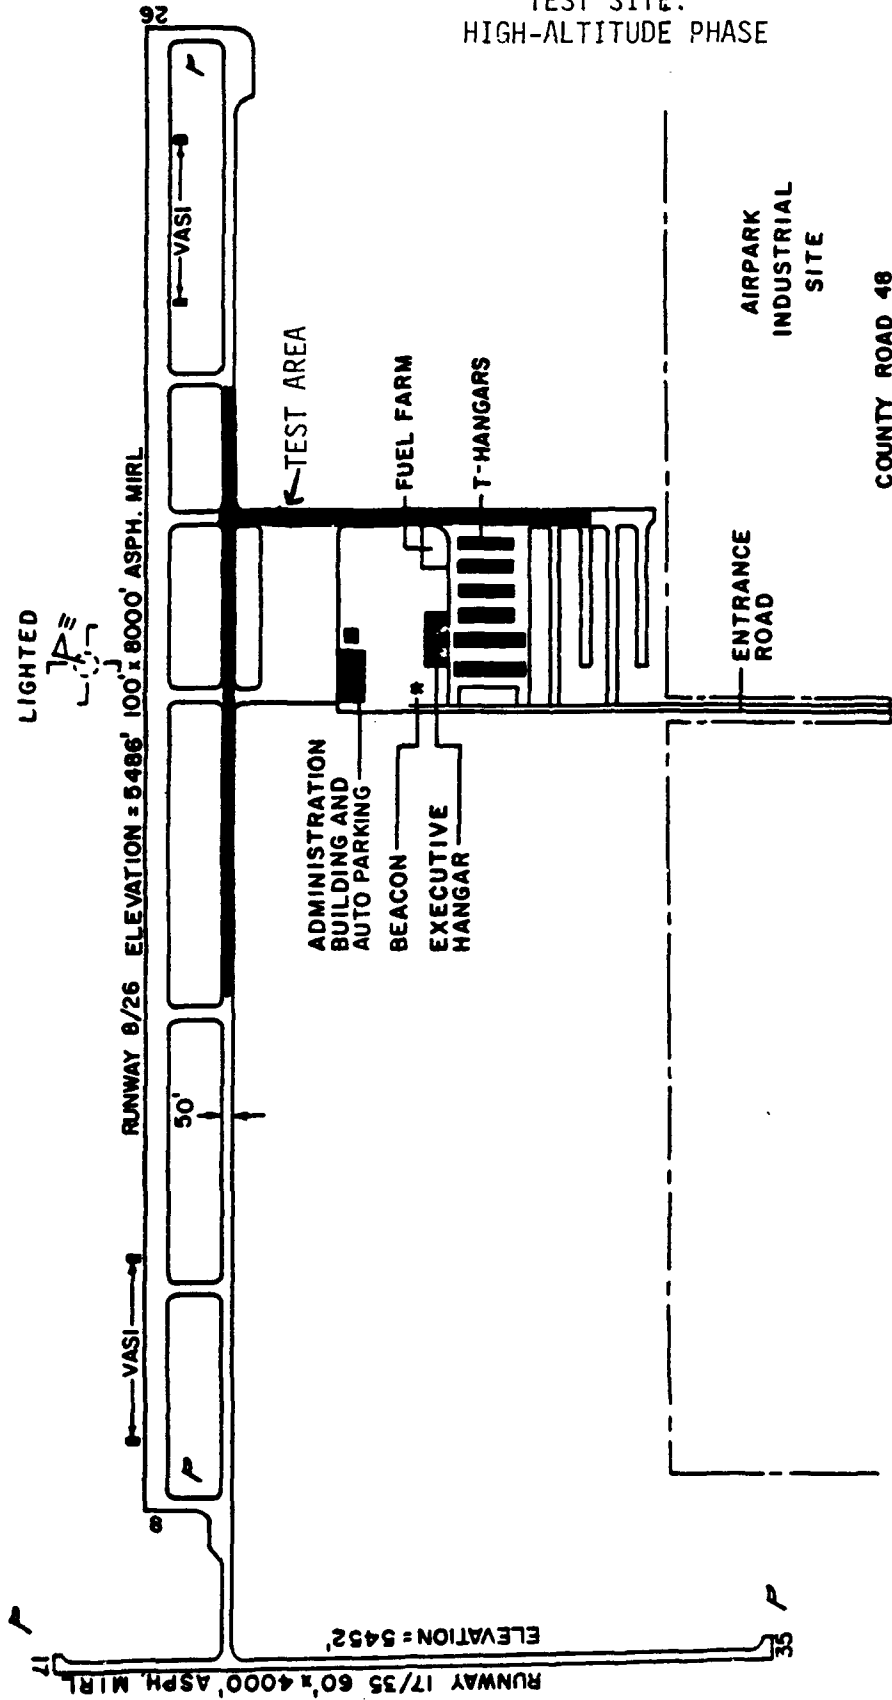 TEST SITE:
HIGH-ALTITUDE PHASE
26
VASI
LIGHTED
RUNWAY 8/26 ELEVATION = 5486' 100' x 8000' ASPH. MIRL
TEST AREA
FUEL FARM
T-HANGARS
AIRPARK
INDUSTRIAL
SITE
COUNTY ROAD 48
ENTRANCE
ROAD
ADMINISTRATION
BUILDING AND
AUTO PARKING
BEACON
EXECUTIVE
HANGAR
50'
VASI
8
17
RUNWAY 17/35 60' x 4000' ASPH. MIRL
ELEVATION = 5452'
35